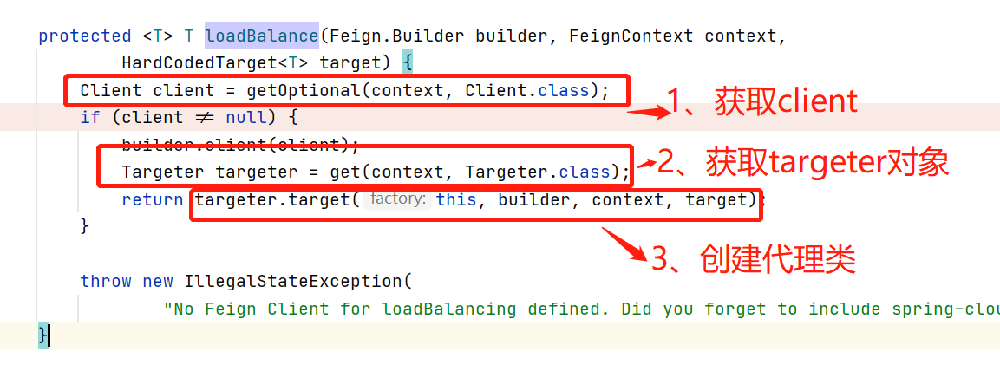 protected <T> T loadBalance(Feign.Builder builder, FeignContext context,
HardCodedTarget<T> target) {
Client client = getOptional(context, Client.class);
1、获取client
if (client ≠ null) {
builder.client(client);
2、获取targeter对象
Targeter targeter = get(context, Targeter.class);
return targeter.target( factory: this, builder, context, target);
}
3、创建代理类
throw new IllegalStateException(
"No Feign Client for loadBalancing defined. Did you forget to include spring-clou
}